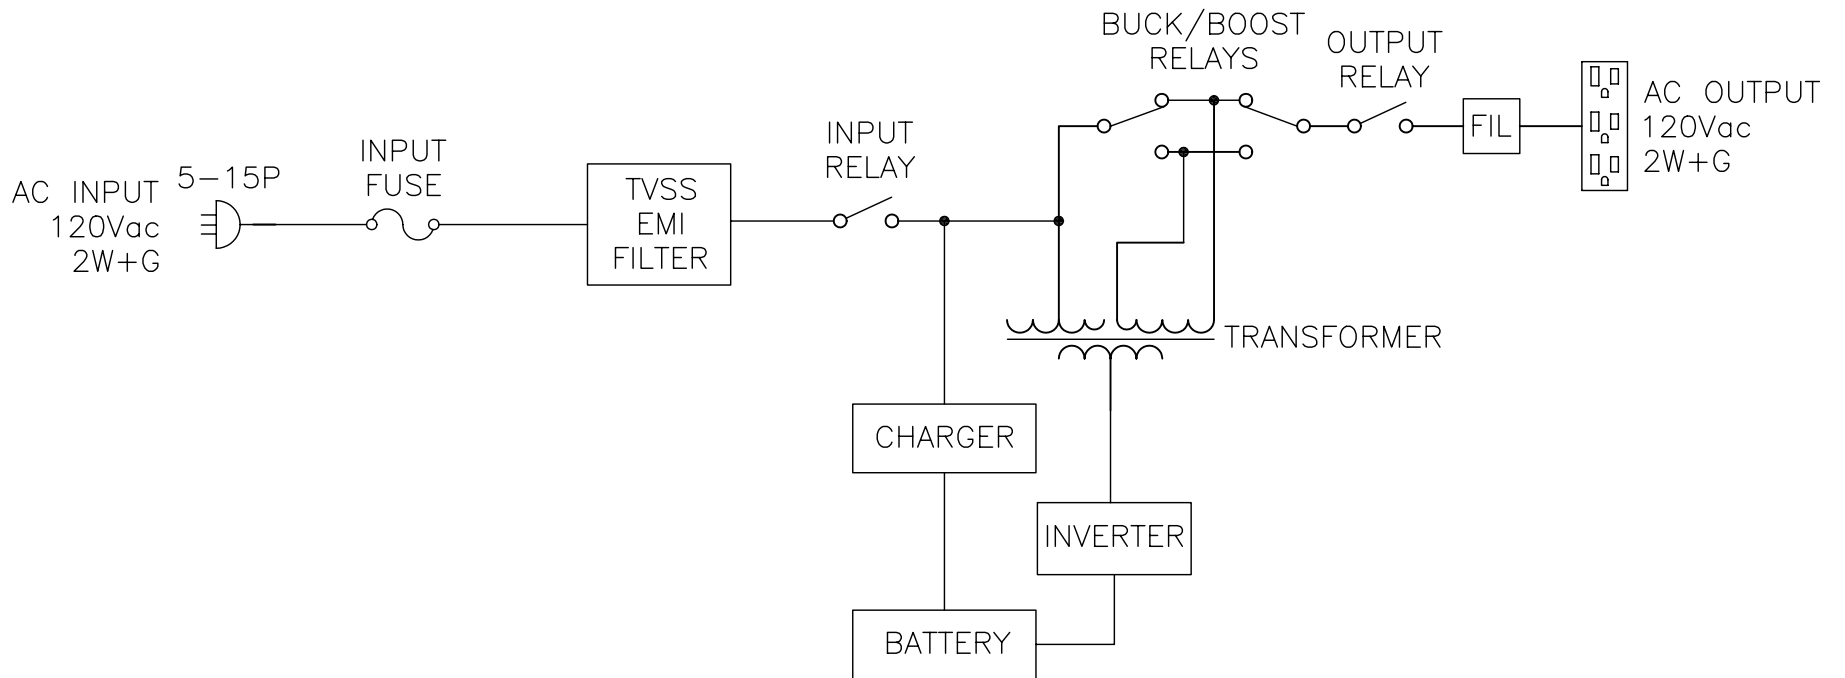 AC INPUT
120Vac
2W+G
5-15P
INPUT
FUSE
TVSS
EMI
FILTER
INPUT
RELAY
BUCK/BOOST
RELAYS
OUTPUT
RELAY
FIL
AC OUTPUT
120Vac
2W+G
TRANSFORMER
CHARGER
INVERTER
BATTERY